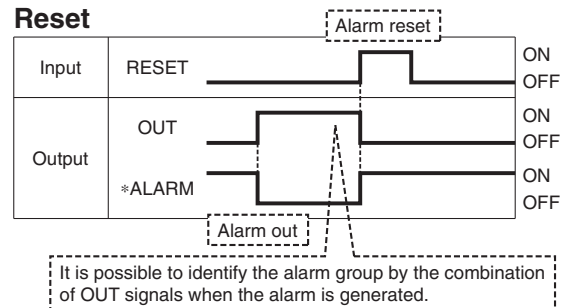 Reset
Alarm reset
Input RESET ON
OFF
Output OUT ON
OFF
*ALARM ON
OFF
Alarm out
It is possible to identify the alarm group by the combination
of OUT signals when the alarm is generated.